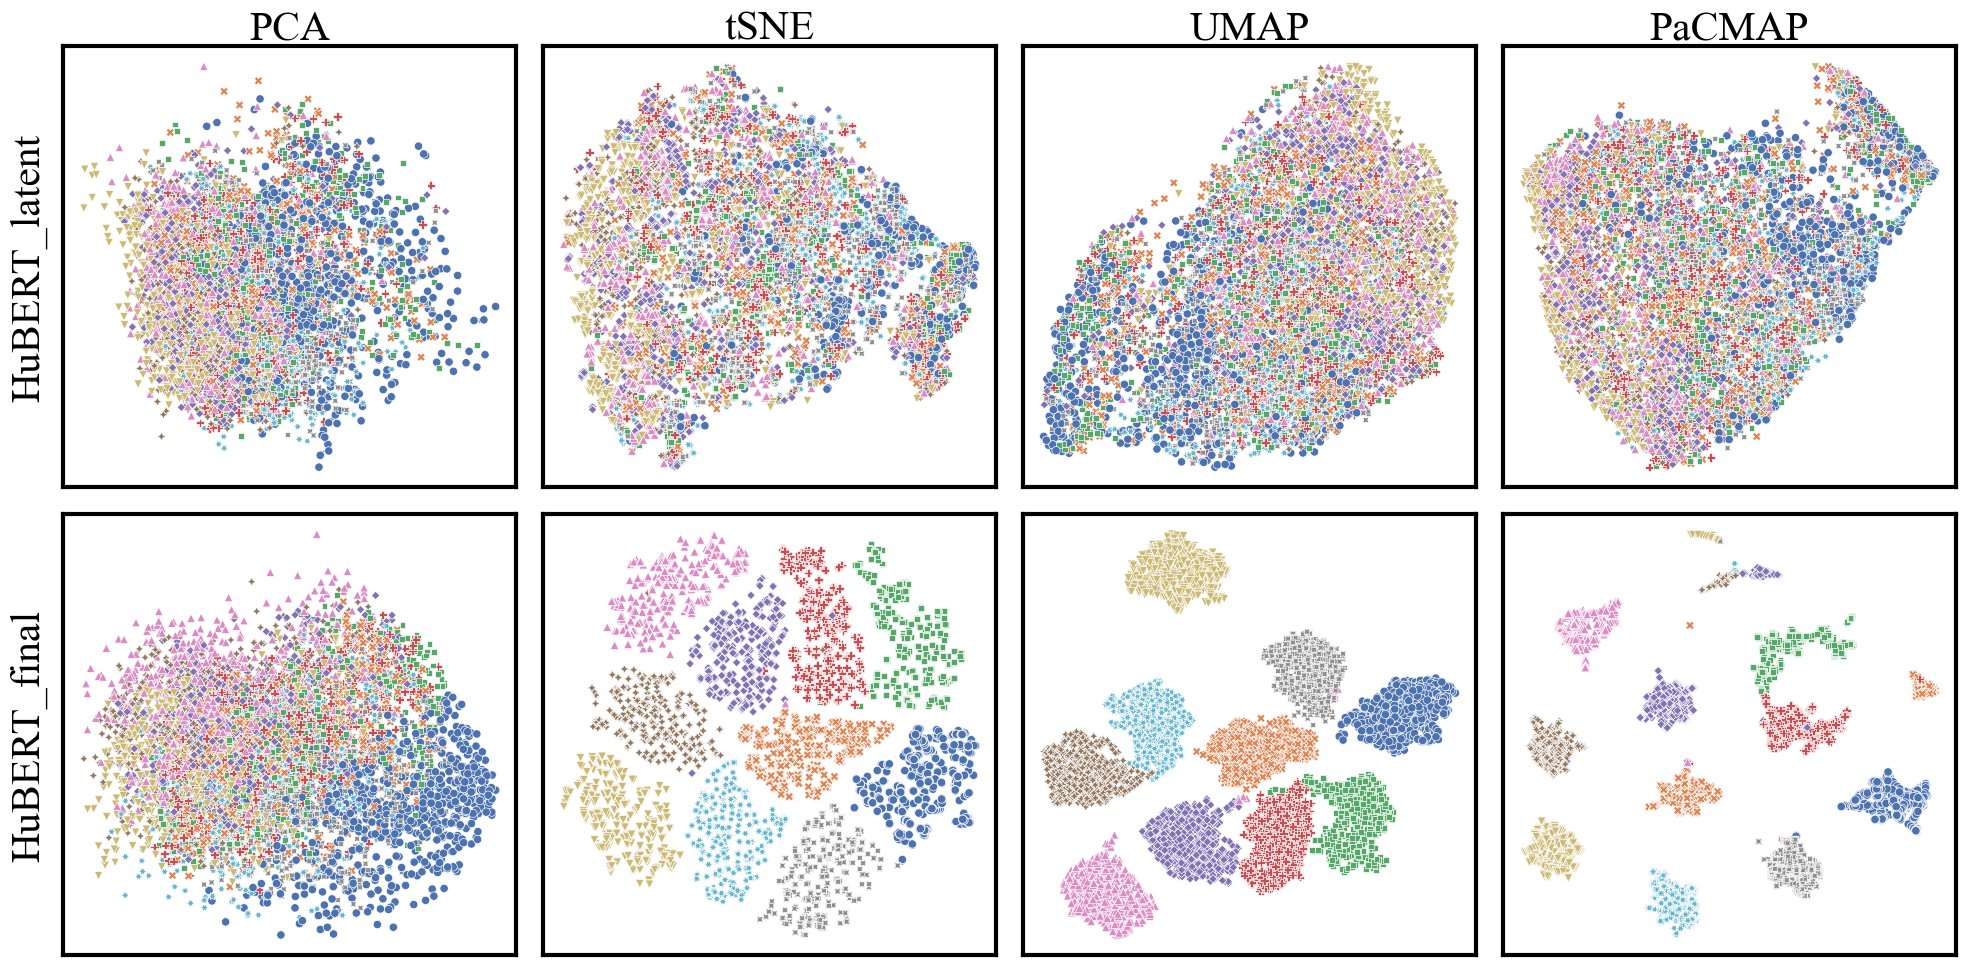 PCA
tSNE
UMAP
PaCMAP
HuBERT_latent
HuBERT_final